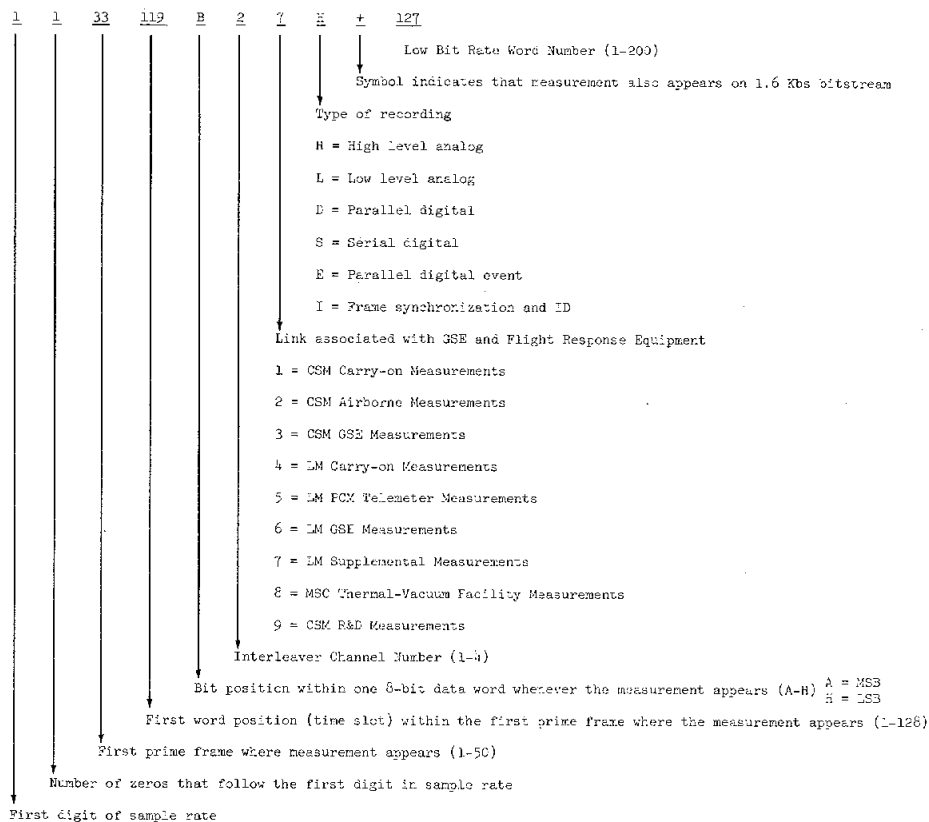 1 1 33 119 B 2 7 H + 127
Low Bit Rate Word Number (1-200)
Symbol indicates that measurement also appears on 1.6 Kbs bitstream
Type of recording
H = High level analog
L = Low level analog
D = Parallel digital
S = Serial digital
E = Parallel digital event
I = Frame synchronization and ID
Link associated with GSE and Flight Response Equipment
1 = CSM Carry-on Measurements
2 = CSM Airborne Measurements
3 = CSM GSE Measurements
4 = LM Carry-on Measurements
5 = LM PCM Telemeter Measurements
6 = LM GSE Measurements
7 = LM Supplemental Measurements
8 = MSC Thermal-Vacuum Facility Measurements
9 = CSM R&D Measurements
Interleaver Channel Number (1-4)
Bit position within one 8-bit data word whenever the measurement appears (A-H) A = MSB
H = LSB
First word position (time slot) within the first prime frame where the measurement appears (1-128)
First prime frame where measurement appears (1-50)
Number of zeros that follow the first digit in sample rate
First digit of sample rate